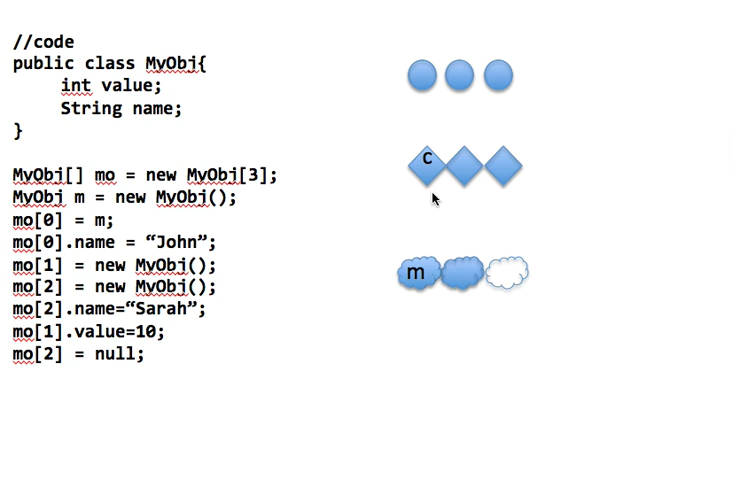 //code
public class MyObj{
int value;
String name;
}
MyObj[] mo = new MyObj[3];
MyObj m = new MyObj();
mo[0] = m;
mo[0].name = “John”;
mo[1] = new MyObj();
mo[2] = new MyObj();
mo[2].name=“Sarah”;
mo[1].value=10;
mo[2] = null;
c
m